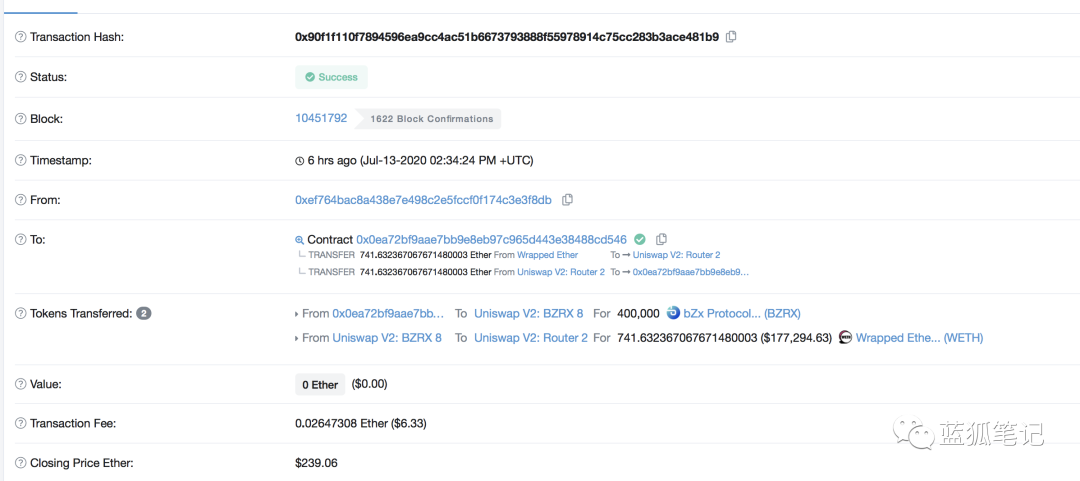 Transaction Hash: 0x90f1f110f7894596ea9cc4ac51b6673793888f55978914c75cc283b3ace481b9
Status: Success
Block: 10451792 1622 Block Confirmations
Timestamp: 6 hrs ago (Jul-13-2020 02:34:24 PM +UTC)
From: 0xef764bac8a438e7e498c2e5fccf0f174c3e3f8db
To: Contract 0x0ea72bf9aae7bb9e8eb97c965d443e38488cd546
TRANSFER 741.632367067671480003 Ether From Wrapped Ether To → Uniswap V2: Router 2
TRANSFER 741.632367067671480003 Ether From Uniswap V2: Router 2 To → 0x0ea72bf9aae7bb9e8eb9...
Tokens Transferred: 2 From 0x0ea72bf9aae7bb... To Uniswap V2: BZRX 8 For 400,000 bZx Protocol... (BZRX)
From Uniswap V2: BZRX 8 To Uniswap V2: Router 2 For 741.632367067671480003 ($177,294.63) Wrapped Ethe... (WETH)
Value: 0 Ether ($0.00)
Transaction Fee: 0.02647308 Ether ($6.33)
蓝狐笔记
Closing Price Ether: $239.06